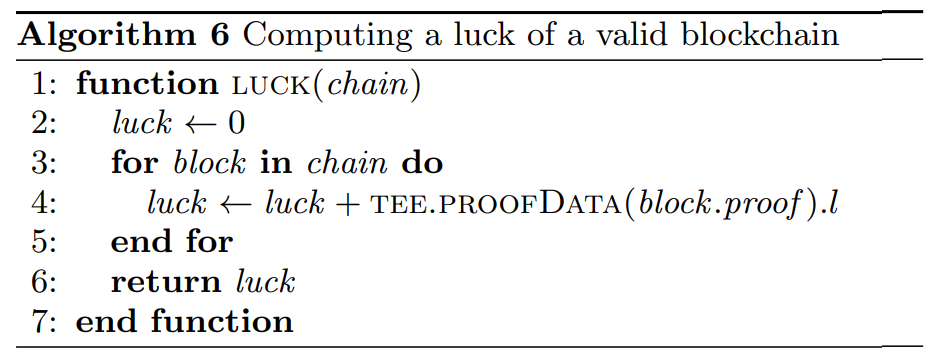 Algorithm 6 Computing a luck of a valid blockchain
1: function LUCK(chain)
2: luck ← 0
3: for block in chain do
4: luck ← luck + TEE.PROOFDATA(block.proof).l
5: end for
6: return luck
7: end function